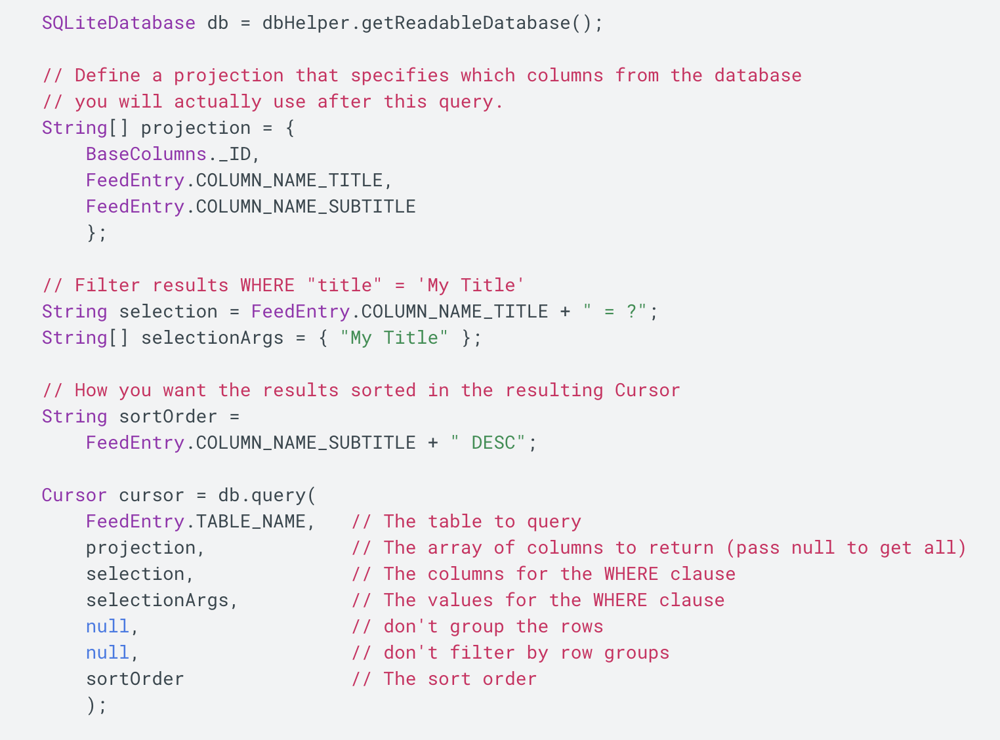 SQLiteDatabase db = dbHelper.getReadableDatabase();

// Define a projection that specifies which columns from the database
// you will actually use after this query.
String[] projection = {
    BaseColumns._ID,
    FeedEntry.COLUMN_NAME_TITLE,
    FeedEntry.COLUMN_NAME_SUBTITLE
    };

// Filter results WHERE "title" = 'My Title'
String selection = FeedEntry.COLUMN_NAME_TITLE + " = ?";
String[] selectionArgs = { "My Title" };

// How you want the results sorted in the resulting Cursor
String sortOrder =
    FeedEntry.COLUMN_NAME_SUBTITLE + " DESC";

Cursor cursor = db.query(
    FeedEntry.TABLE_NAME,   // The table to query
    projection,             // The array of columns to return (pass null to get all)
    selection,              // The columns for the WHERE clause
    selectionArgs,          // The values for the WHERE clause
    null,                   // don't group the rows
    null,                   // don't filter by row groups
    sortOrder               // The sort order
    );